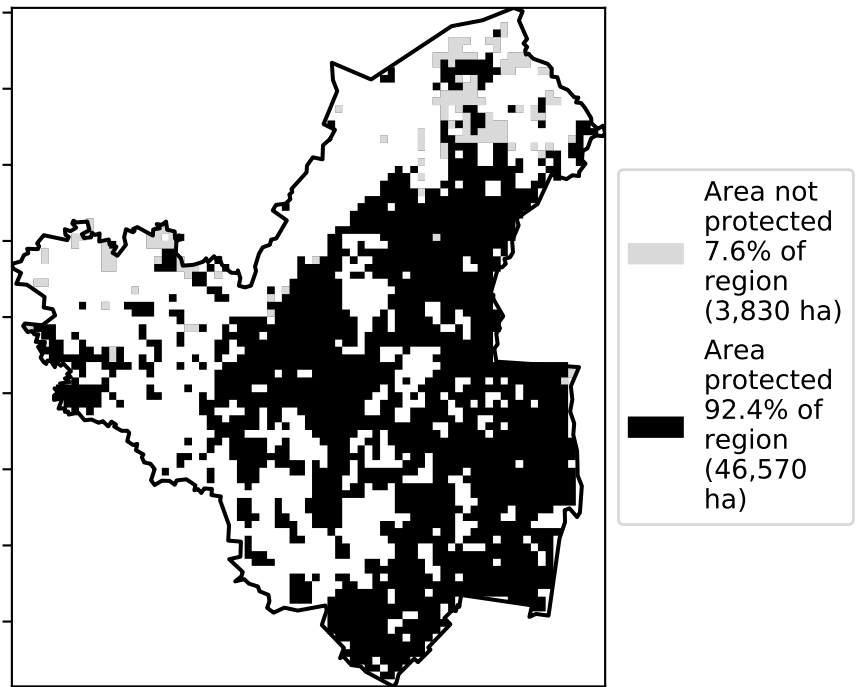 Area not
protected
7.6% of
region
(3,830 ha)
Area
protected
92.4% of
region
(46,570
ha)